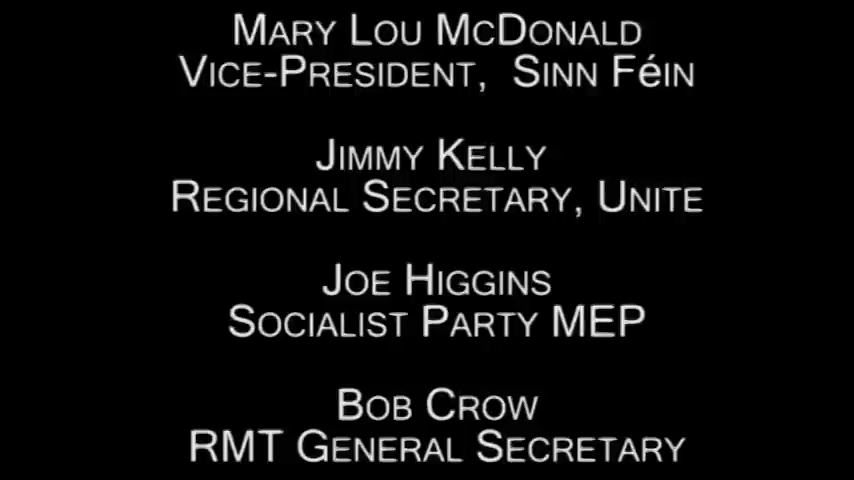 Mary Lou McDonald
Vice-President, Sinn Féin
Jimmy Kelly
Regional Secretary, Unite
Joe Higgins
Socialist Party MEP
Bob Crow
RMT General Secretary